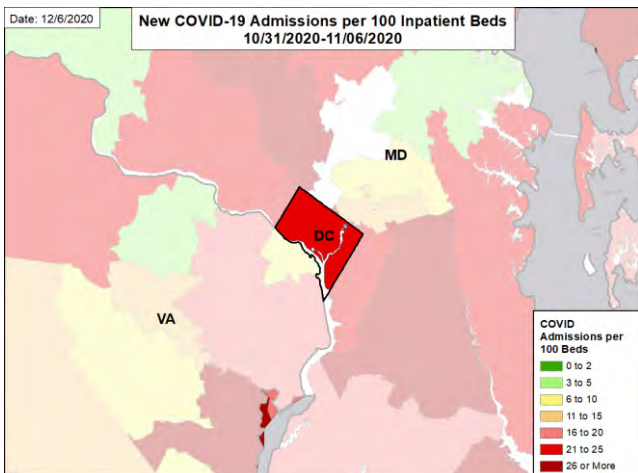 Date: 12/6/2020
New COVID-19 Admissions per 100 Inpatient Beds
10/31/2020-11/06/2020
MD
DC
VA
COVID
Admissions per
100 Beds
0 to 2
3 to 5
6 to 10
11 to 15
16 to 20
21 to 25
26 or More